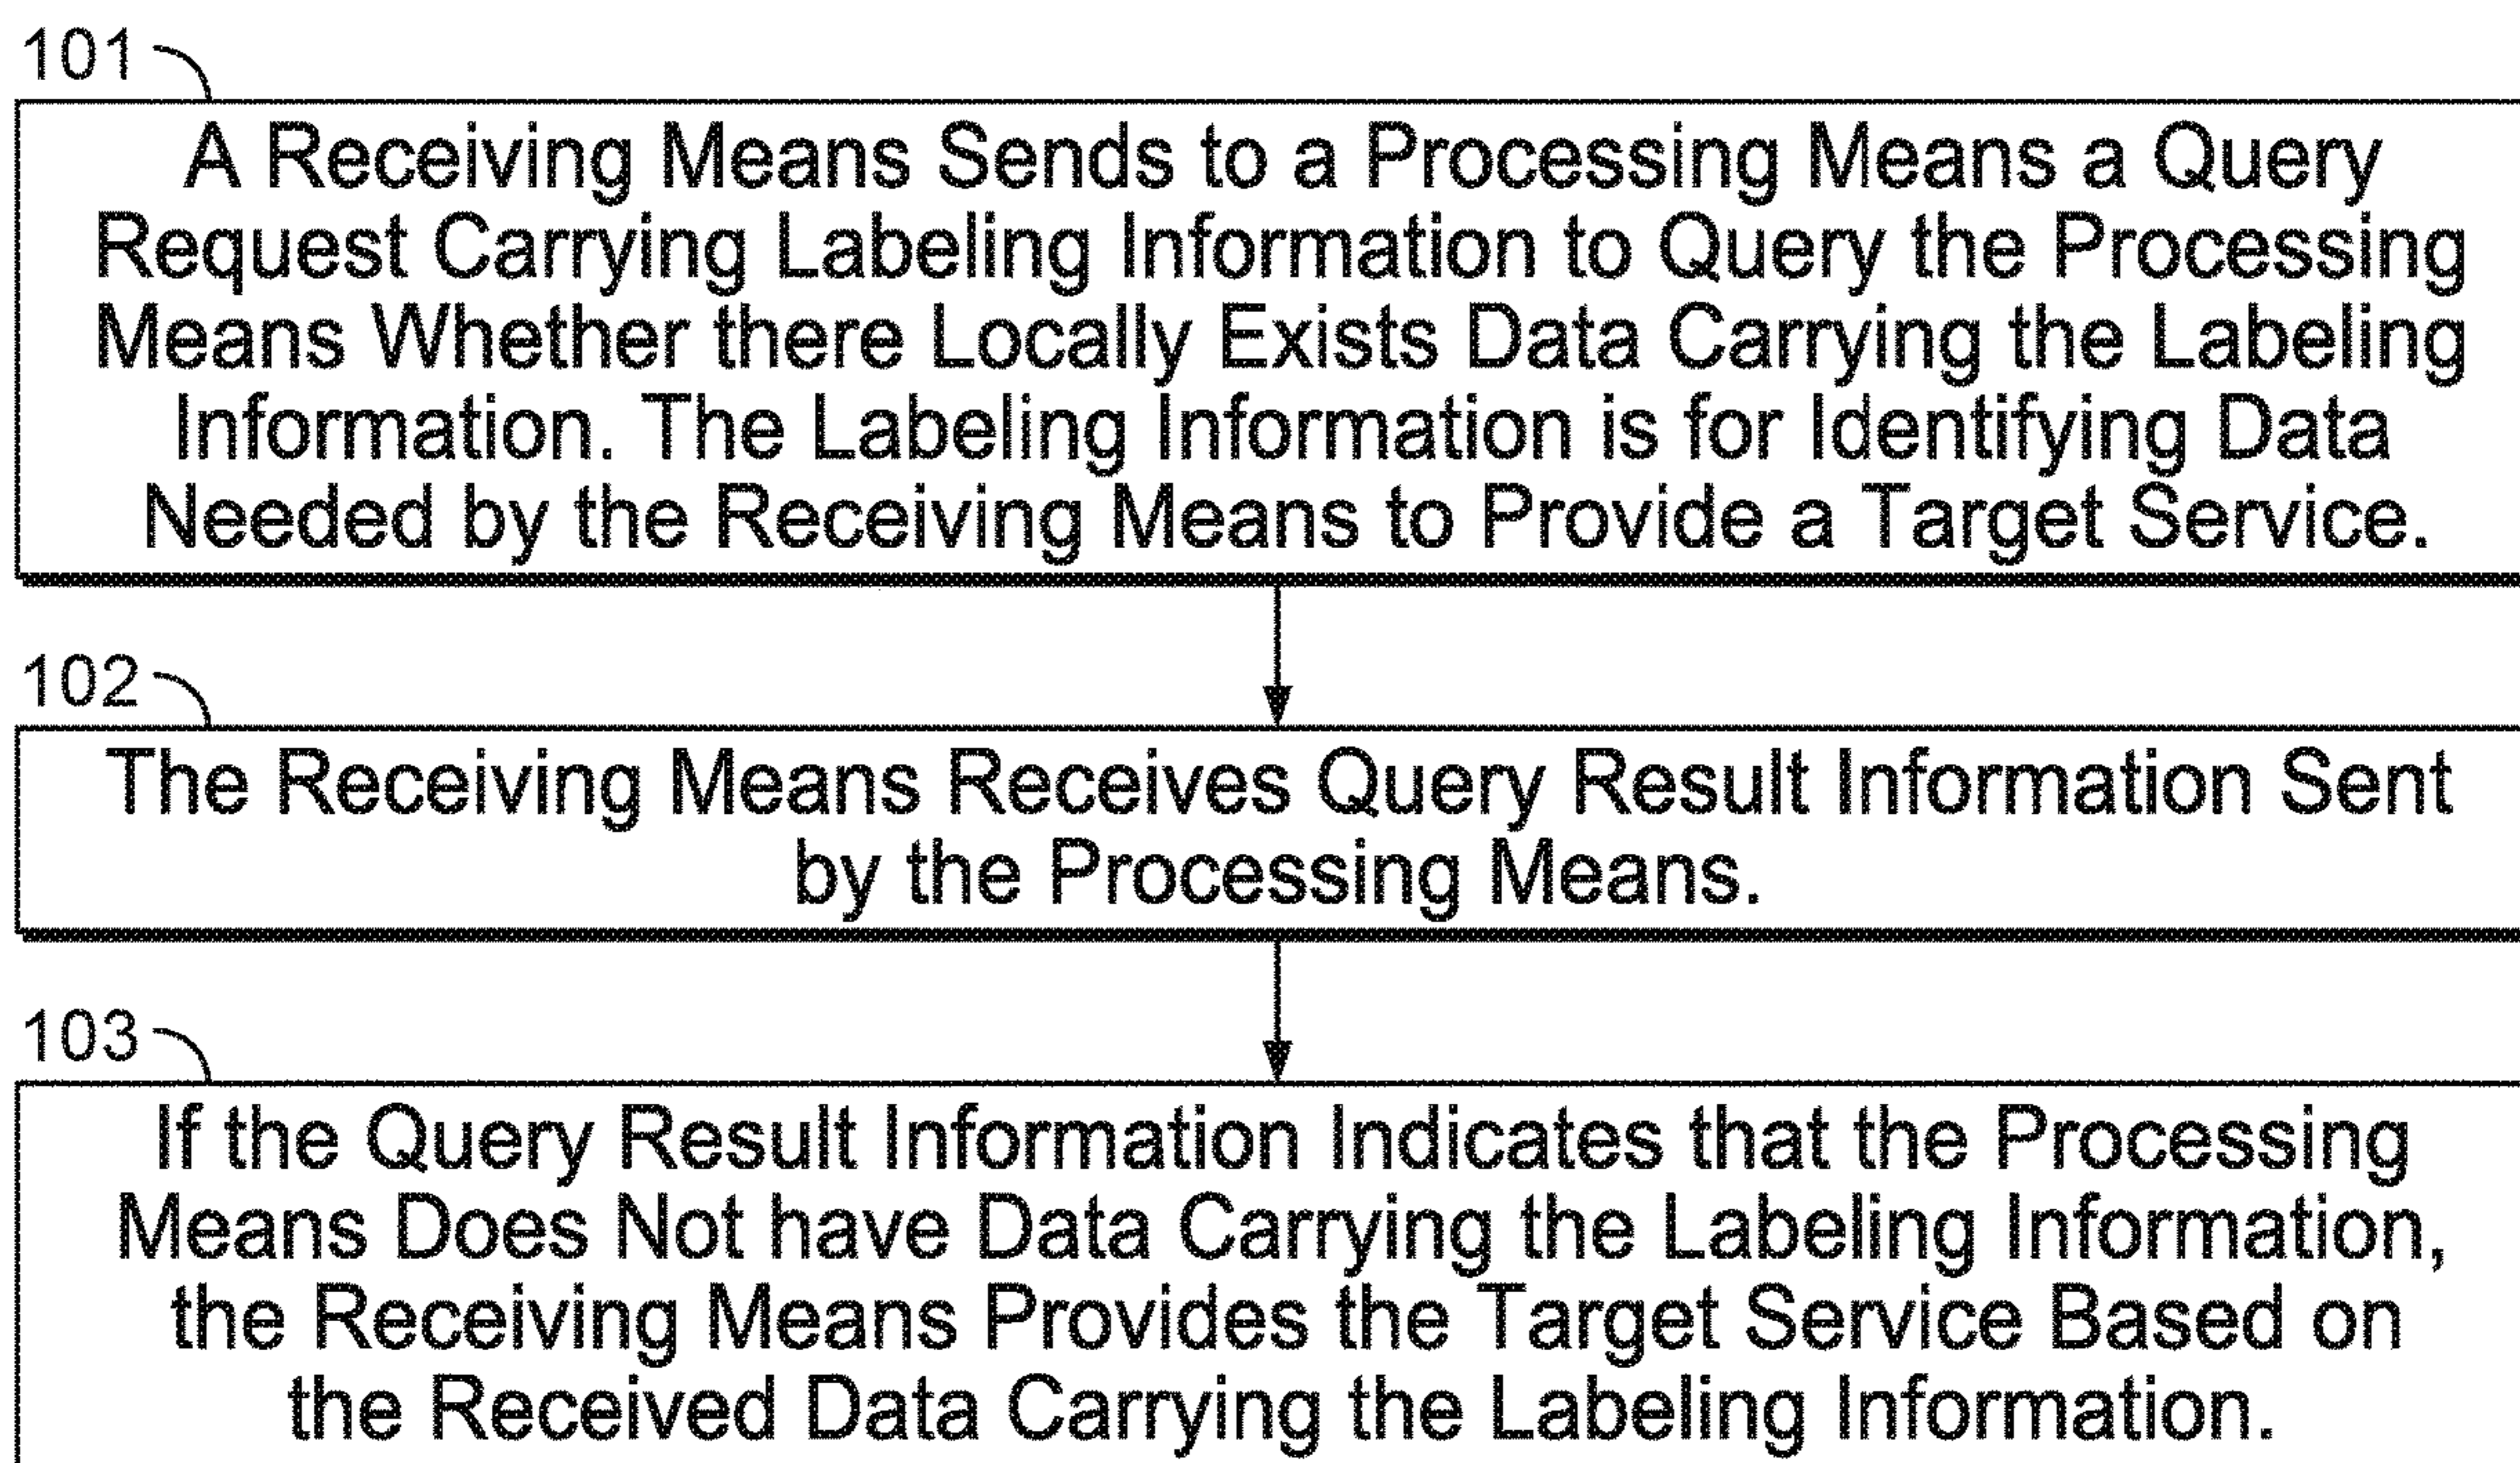 101
A Receiving Means Sends to a Processing Means a Query
Request Carrying Labeling Information to Query the Processing
Means Whether there Locally Exists Data Carrying the Labeling
Information. The Labeling Information is for Identifying Data
Needed by the Receiving Means to Provide a Target Service.
102
The Receiving Means Receives Query Result Information Sent
by the Processing Means.
103
If the Query Result Information Indicates that the Processing
Means Does Not have Data Carrying the Labeling Information,
the Receiving Means Provides the Target Service Based on
the Received Data Carrying the Labeling Information.